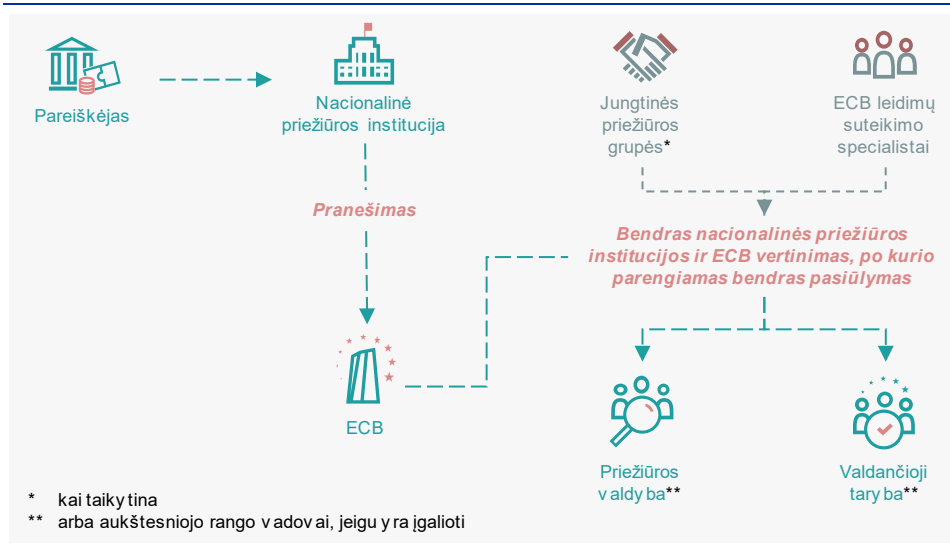 Pareiškėjas
Nacionalinė
priežiūros institucija
Jungtinės
priežiūros
grupės*
ECB leidimų
suteikimo
specialistai
Pranešimas
Bendras nacionalinės priežiūros
institucijos ir ECB vertinimas, po kurio
parengiamas bendras pasiūlymas
ECB
Priežiūros
valdyba**
Valdančioji
taryba**
* kai taikytina
** arba aukštesniojo rango vadovai, jeigu yra įgalioti